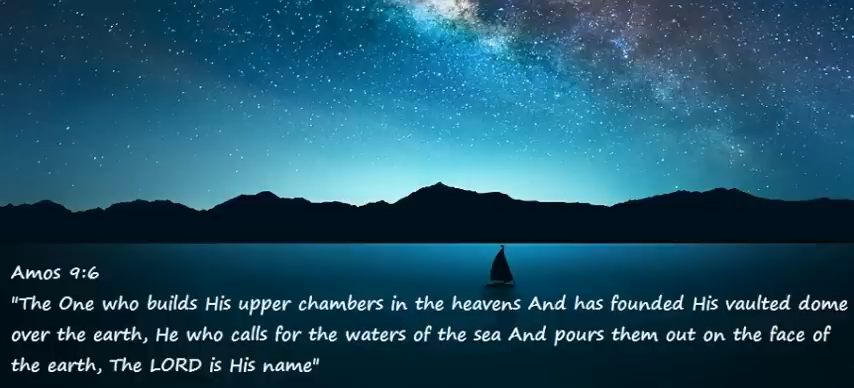 Amos 9:6
"The One who builds His upper chambers in the heavens And has founded His vaulted dome
over the earth, He who calls for the waters of the sea And pours them out on the face of
the earth, The LORD is His name"